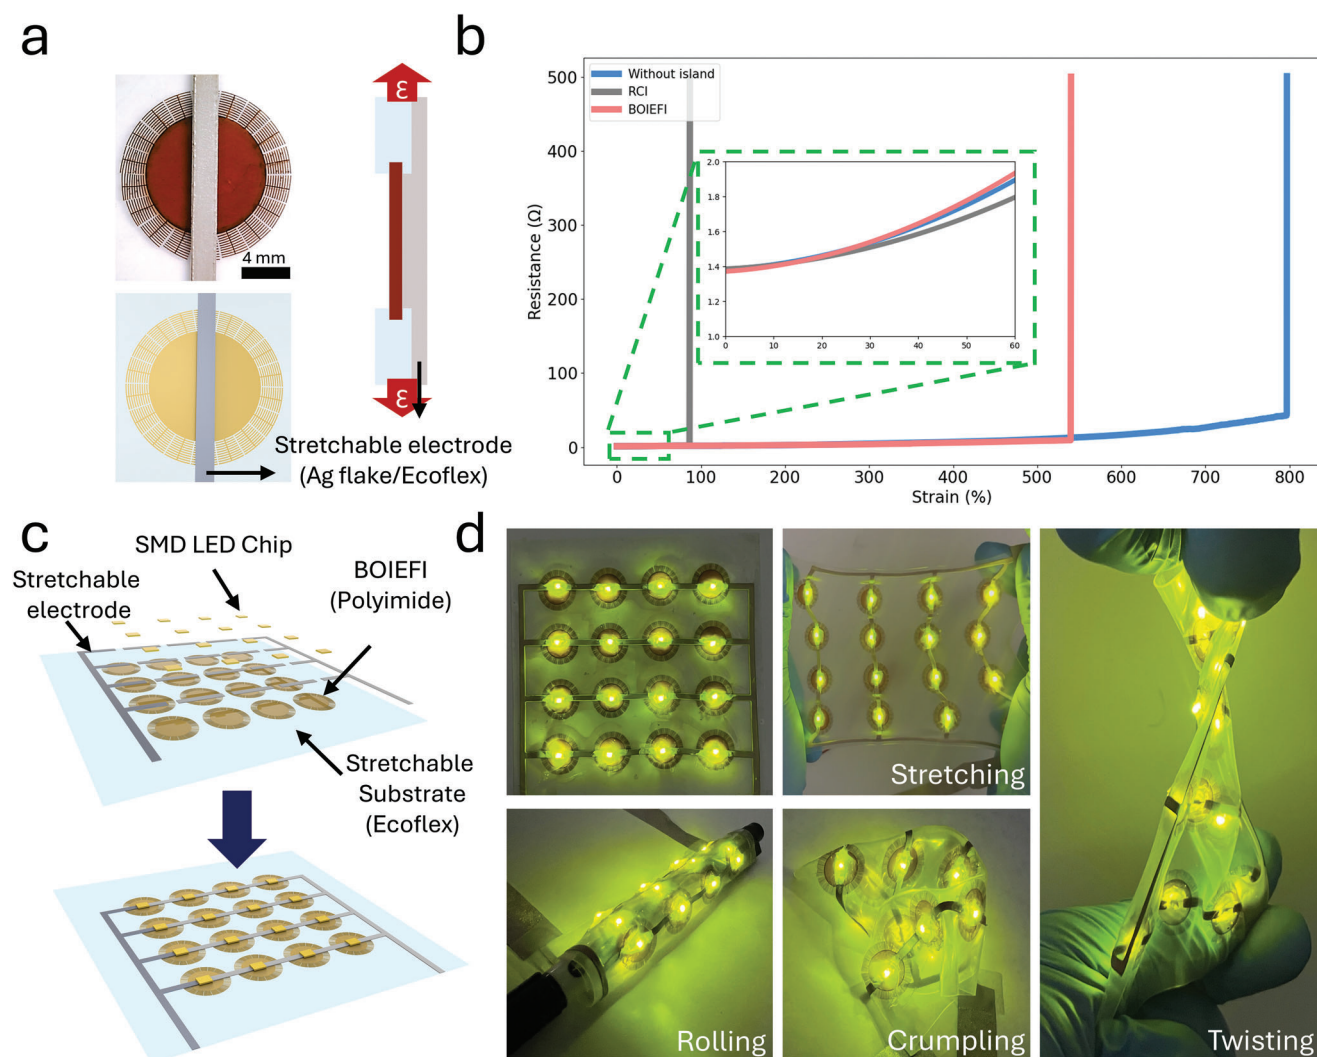 a
ε
4 mm
ε
Stretchable electrode
(Ag flake/Ecoflex)
b
Without island
RCI
BOIEFI
Resistance (Ω)
500
400
300
200
100
0
0 100 200 300 400 500 600 700 800
Strain (%)
2.0
1.8
1.6
1.4
1.2
1.0
0 10 20 30 40 50 60
c
SMD LED Chip
Stretchable
electrode
BOIEFI
(Polyimide)
Stretchable
Substrate
(Ecoflex)
d
Stretching
Rolling
Crumpling
Twisting